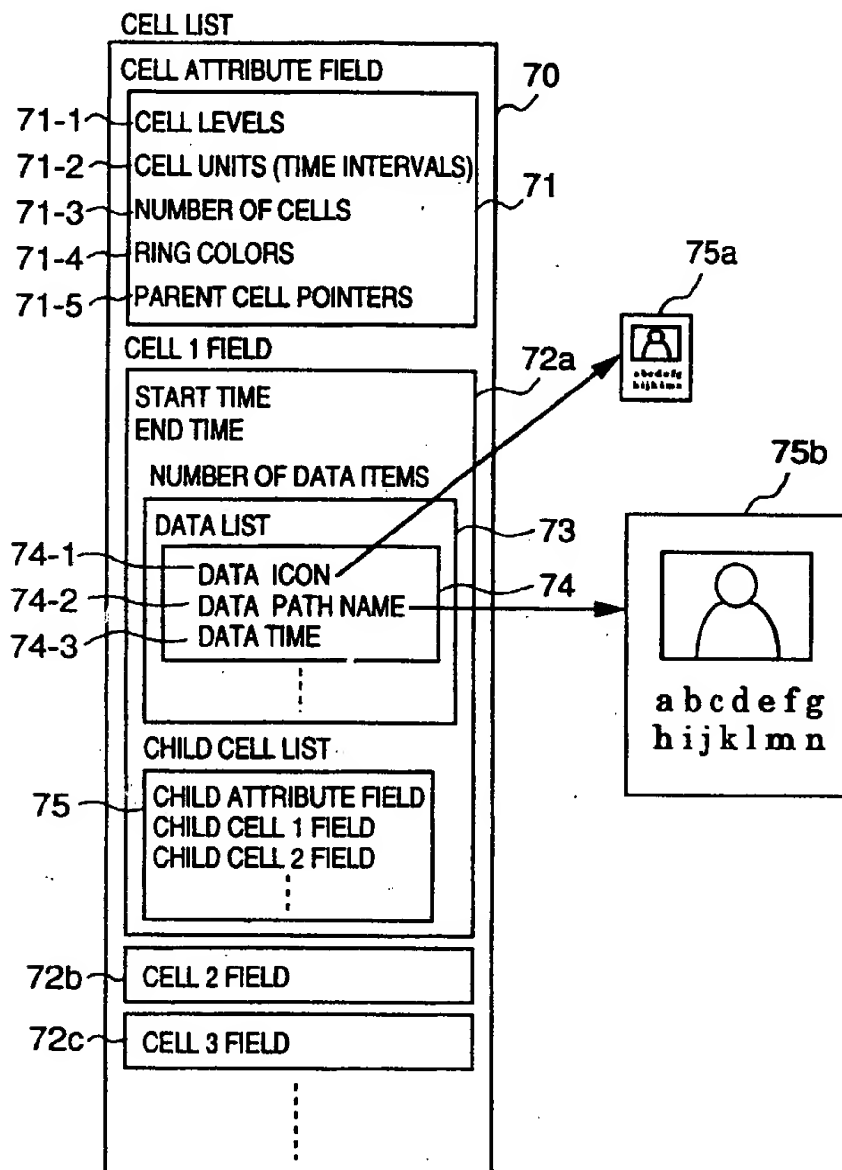 CELL LIST
CELL ATTRIBUTE FIELD
70
71-1 CELL LEVELS
71-2 CELL UNITS (TIME INTERVALS)
71
71-3 NUMBER OF CELLS
71-4 RING COLORS
71-5 PARENT CELL POINTERS
75a
abcdefg
hijklmn
CELL 1 FIELD
72a
START TIME
END TIME
NUMBER OF DATA ITEMS
75b
DATA LIST
73
74-1 DATA ICON
74
74-2 DATA PATH NAME
74-3 DATA TIME
abcdefg
hijklmn
CHILD CELL LIST
75
CHILD ATTRIBUTE FIELD
CHILD CELL 1 FIELD
CHILD CELL 2 FIELD
72b CELL 2 FIELD
72c CELL 3 FIELD